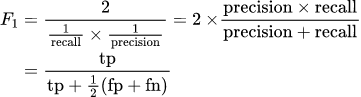 F₁ = 2 / (1/recall × 1/precision) = 2 × (precision × recall) / (precision + recall)
= tp / (tp + 1/2 (fp + fn))